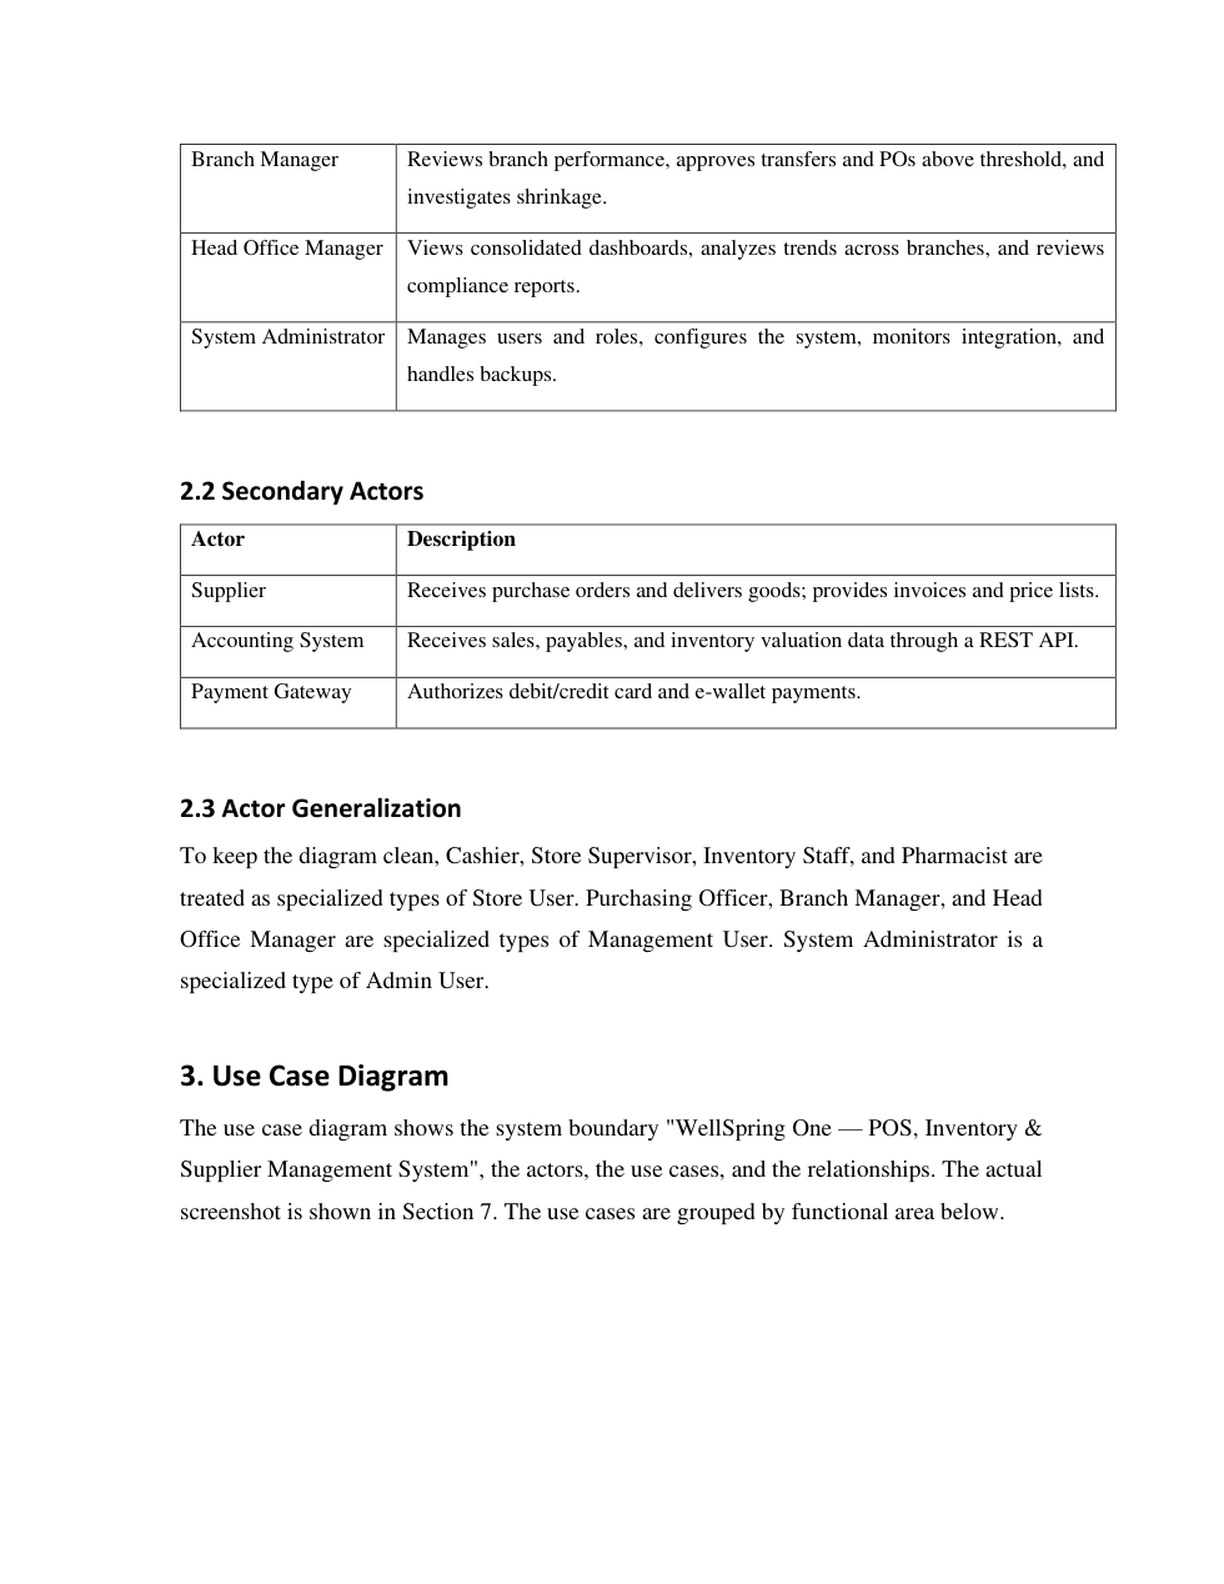 Branch Manager
Reviews branch performance, approves transfers and POs above threshold, and
investigates shrinkage.
Head Office Manager
Views consolidated dashboards, analyzes trends across branches, and reviews
compliance reports.
System Administrator
Manages users and roles, configures the system, monitors integration, and
handles backups.
2.2 Secondary Actors
Actor
Description
Supplier
Receives purchase orders and delivers goods; provides invoices and price lists.
Accounting System
Receives sales, payables, and inventory valuation data through a REST API.
Payment Gateway
Authorizes debit/credit card and e-wallet payments.
2.3 Actor Generalization
To keep the diagram clean, Cashier, Store Supervisor, Inventory Staff, and Pharmacist are
treated as specialized types of Store User. Purchasing Officer, Branch Manager, and Head
Office Manager are specialized types of Management User. System Administrator is a
specialized type of Admin User.
3. Use Case Diagram
The use case diagram shows the system boundary "WellSpring One — POS, Inventory &
Supplier Management System", the actors, the use cases, and the relationships. The actual
screenshot is shown in Section 7. The use cases are grouped by functional area below.